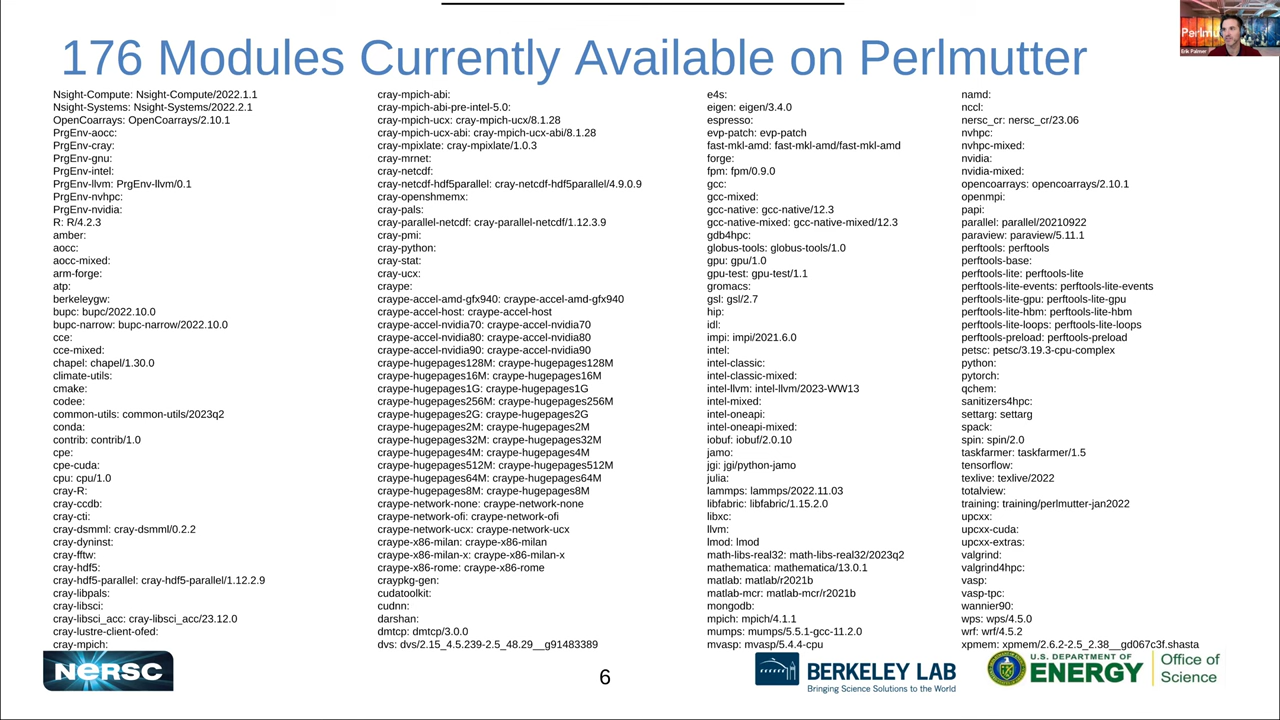 176 Modules Currently Available on Perlmutter
Perlmu
Erik Palmer
Nsight-Compute: Nsight-Compute/2022.1.1
Nsight-Systems: Nsight-Systems/2022.2.1
OpenCoarrays: OpenCoarrays/2.10.1
PrgEnv-aocc:
PrgEnv-cray:
PrgEnv-gnu:
PrgEnv-intel:
PrgEnv-llvm: PrgEnv-llvm/0.1
PrgEnv-nvhpc:
PrgEnv-nvidia:
R: R/4.2.3
amber:
aocc:
aocc-mixed:
arm-forge:
atp:
berkeleygw:
bupc: bupc/2022.10.0
bupc-narrow: bupc-narrow/2022.10.0
cce:
cce-mixed:
chapel: chapel/1.30.0
climate-utils:
cmake:
codee:
common-utils: common-utils/2023q2
conda:
contrib: contrib/1.0
cpe:
cpe-cuda:
cpu: cpu/1.0
cray-R:
cray-ccdb:
cray-cti:
cray-dsmml: cray-dsmml/0.2.2
cray-dyninst:
cray-fftw:
cray-hdf5:
cray-hdf5-parallel: cray-hdf5-parallel/1.12.2.9
cray-libpals:
cray-libsci:
cray-libsci_acc: cray-libsci_acc/23.12.0
cray-lustre-client-ofed:
cray-mpich:
cray-mpich-abi:
cray-mpich-abi-pre-intel-5.0:
cray-mpich-ucx: cray-mpich-ucx/8.1.28
cray-mpich-ucx-abi: cray-mpich-ucx-abi/8.1.28
cray-mpixlate: cray-mpixlate/1.0.3
cray-mrnet:
cray-netcdf:
cray-netcdf-hdf5parallel: cray-netcdf-hdf5parallel/4.9.0.9
cray-openshmemx:
cray-pals:
cray-parallel-netcdf: cray-parallel-netcdf/1.12.3.9
cray-pmi:
cray-python:
cray-stat:
cray-ucx:
craype:
craype-accel-amd-gfx940: craype-accel-amd-gfx940
craype-accel-host: craype-accel-host
craype-accel-nvidia70: craype-accel-nvidia70
craype-accel-nvidia80: craype-accel-nvidia80
craype-accel-nvidia90: craype-accel-nvidia90
craype-hugepages128M: craype-hugepages128M
craype-hugepages16M: craype-hugepages16M
craype-hugepages1G: craype-hugepages1G
craype-hugepages256M: craype-hugepages256M
craype-hugepages2G: craype-hugepages2G
craype-hugepages2M: craype-hugepages2M
craype-hugepages32M: craype-hugepages32M
craype-hugepages4M: craype-hugepages4M
craype-hugepages512M: craype-hugepages512M
craype-hugepages64M: craype-hugepages64M
craype-hugepages8M: craype-hugepages8M
craype-network-none: craype-network-none
craype-network-ofi: craype-network-ofi
craype-network-ucx: craype-network-ucx
craype-x86-milan: craype-x86-milan
craype-x86-milan-x: craype-x86-milan-x
craype-x86-rome: craype-x86-rome
craypkg-gen:
cudatoolkit:
cudnn:
darshan:
dmtcp: dmtcp/3.0.0
dvs: dvs/2.15_4.5.239-2.5_48.29__g91483389
e4s:
eigen: eigen/3.4.0
espresso:
evp-patch: evp-patch
fast-mkl-amd: fast-mkl-amd/fast-mkl-amd
forge:
fpm: fpm/0.9.0
gcc:
gcc-mixed:
gcc-native: gcc-native/12.3
gcc-native-mixed: gcc-native-mixed/12.3
gdb4hpc:
globus-tools: globus-tools/1.0
gpu: gpu/1.0
gpu-test: gpu-test/1.1
gromacs:
gsl: gsl/2.7
hip:
idl:
impi: impi/2021.6.0
intel:
intel-classic:
intel-classic-mixed:
intel-llvm: intel-llvm/2023-WW13
intel-mixed:
intel-oneapi:
intel-oneapi-mixed:
iobuf: iobuf/2.0.10
jamo:
jgi: jgi/python-jamo
julia:
lammps: lammps/2022.11.03
libfabric: libfabric/1.15.2.0
libxc:
llvm:
lmod: lmod
math-libs-real32: math-libs-real32/2023q2
mathematica: mathematica/13.0.1
matlab: matlab/r2021b
matlab-mcr: matlab-mcr/r2021b
mongodb:
mpich: mpich/4.1.1
mumps: mumps/5.5.1-gcc-11.2.0
mvasp: mvasp/5.4.4-cpu
namd:
nccl:
nersc_cr: nersc_cr/23.06
nvhpc:
nvhpc-mixed:
nvidia:
nvidia-mixed:
opencoarrays: opencoarrays/2.10.1
openmpi:
papi:
parallel: parallel/20210922
paraview: paraview/5.11.1
perftools: perftools
perftools-base:
perftools-lite: perftools-lite
perftools-lite-events: perftools-lite-events
perftools-lite-gpu: perftools-lite-gpu
perftools-lite-hbm: perftools-lite-hbm
perftools-lite-loops: perftools-lite-loops
perftools-preload: perftools-preload
petsc: petsc/3.19.3-cpu-complex
python:
pytorch:
qchem:
sanitizers4hpc:
settarg: settarg
spack:
spin: spin/2.0
taskfarmer: taskfarmer/1.5
tensorflow:
texlive: texlive/2022
totalview:
training: training/perlmutter-jan2022
upcxx:
upcxx-cuda:
upcxx-extras:
valgrind:
valgrind4hpc:
vasp:
vasp-tpc:
wannier90:
wps: wps/4.5.0
wrf: wrf/4.5.2
xpmem: xpmem/2.6.2-2.5_2.38__gd067c3f.shasta
NERSC
6
BERKELEY LAB
Bringing Science Solutions to the World
U.S. DEPARTMENT OF
ENERGY
Office of
Science